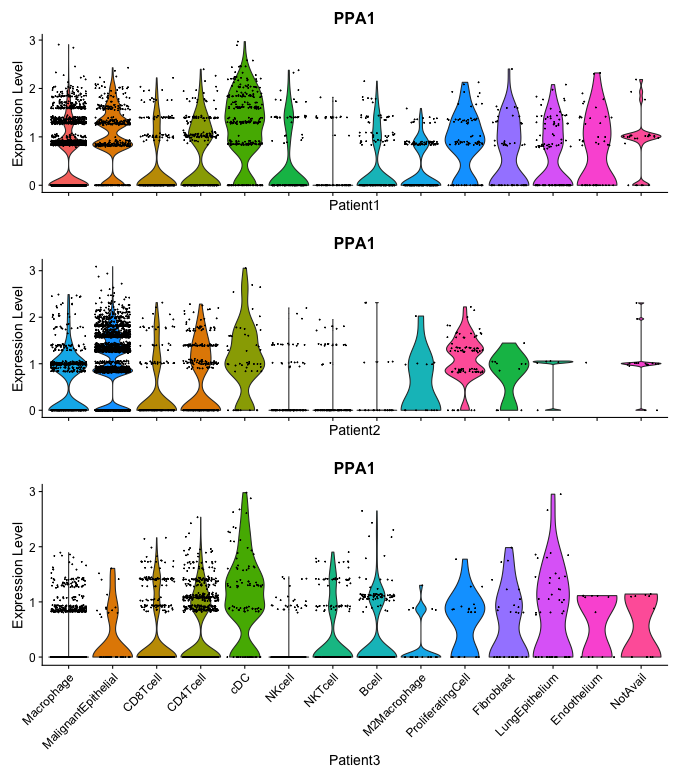 PPA1
Expression Level
3
2
1
0
Patient1
PPA1
Expression Level
3
2
1
0
Patient2
PPA1
Expression Level
3
2
1
0
Macrophage
MalignantEpithelial
CD8Tcell
CD4Tcell
cDC
NKcell
NKTcell
Bcell
M2Macrophage
ProliferatingCell
Fibroblast
LungEpithelium
Endothelium
NotAvail
Patient3